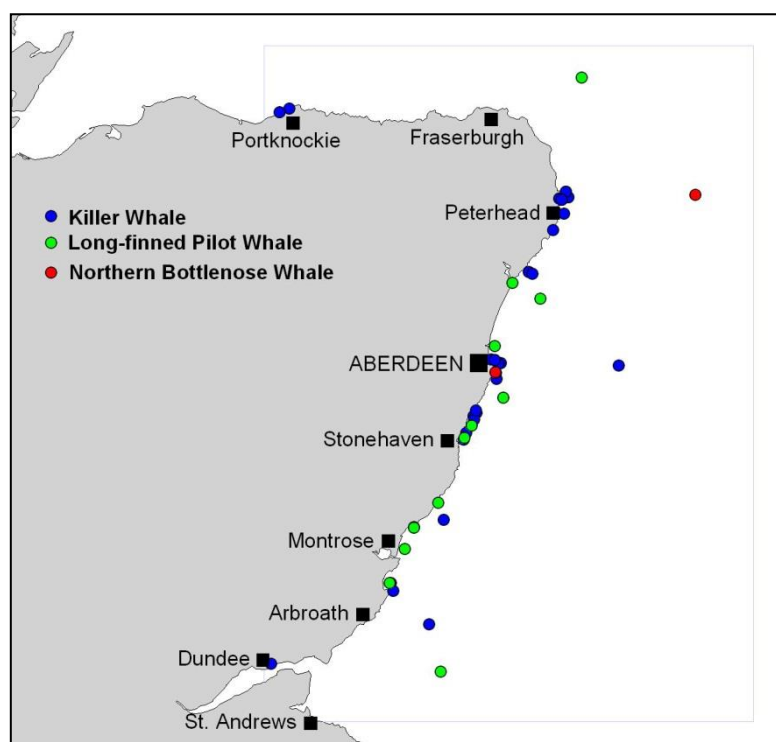 Portknockie
Fraserburgh
Peterhead
Killer Whale
Long-finned Pilot Whale
Northern Bottlenose Whale
ABERDEEN
Stonehaven
Montrose
Arbroath
Dundee
St. Andrews